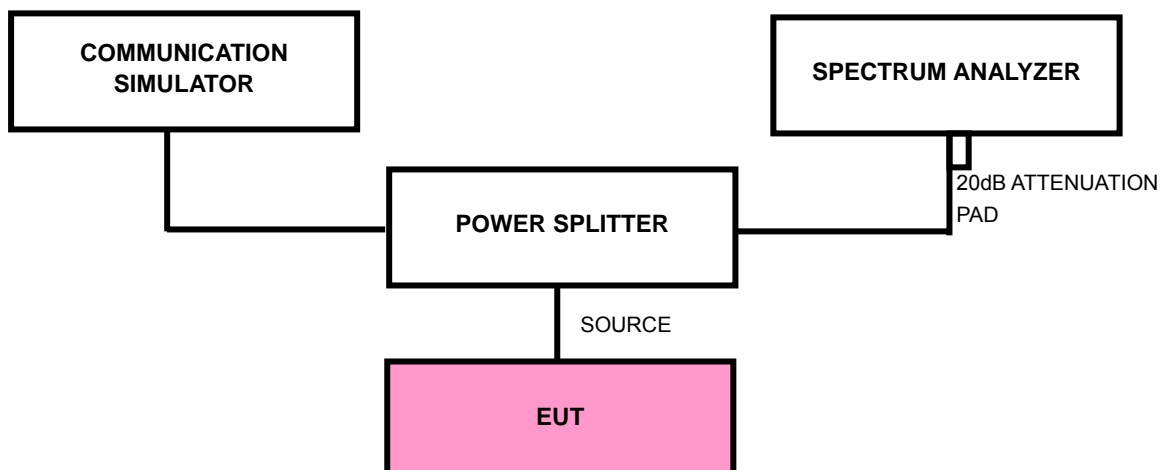 COMMUNICATION
SIMULATOR
SPECTRUM ANALYZER
20dB ATTENUATION
PAD
POWER SPLITTER
SOURCE
EUT